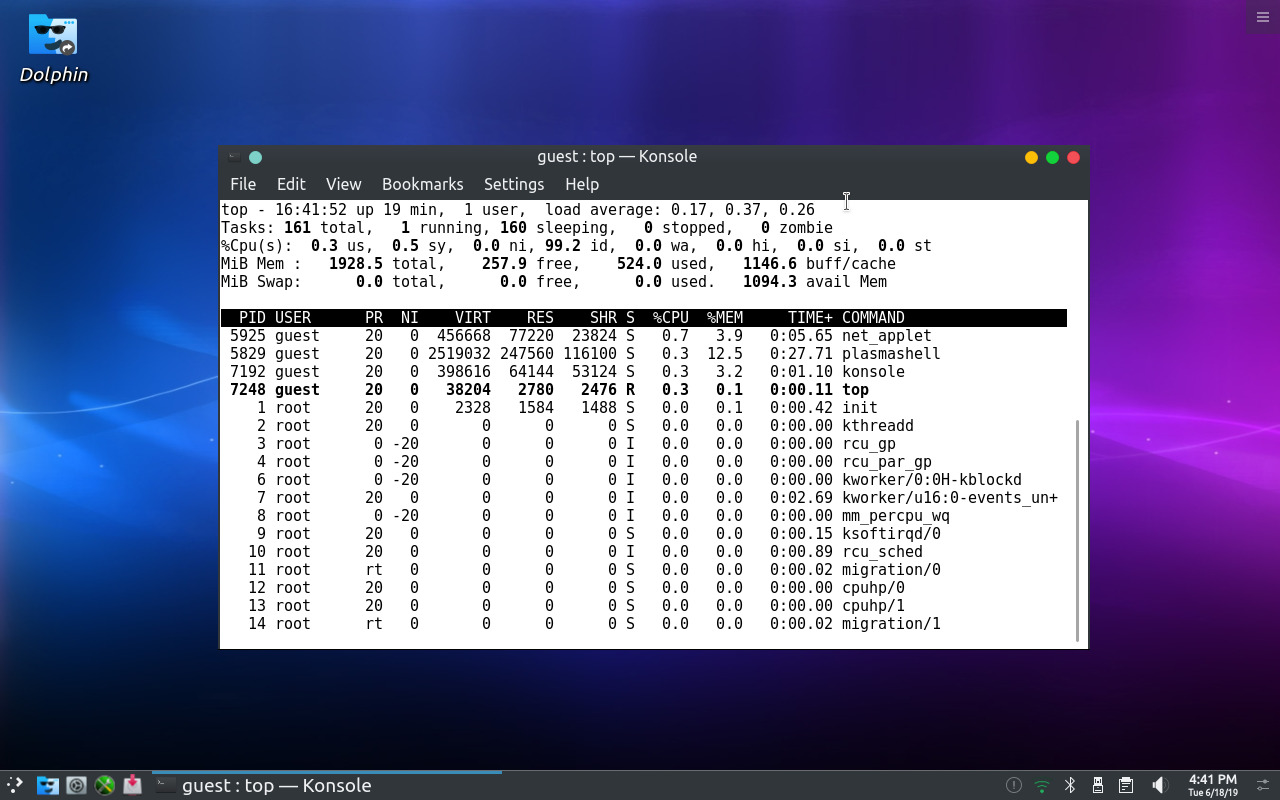 Dolphin
guest : top — Konsole
File Edit View Bookmarks Settings Help
top - 16:41:52 up 19 min,  1 user,  load average: 0.17, 0.37, 0.26
Tasks: 161 total,   1 running, 160 sleeping,   0 stopped,   0 zombie
%Cpu(s):  0.3 us,  0.5 sy,  0.0 ni, 99.2 id,  0.0 wa,  0.0 hi,  0.0 si,  0.0 st
MiB Mem :   1928.5 total,    257.9 free,    524.0 used,   1146.6 buff/cache
MiB Swap:      0.0 total,      0.0 free,      0.0 used.   1094.3 avail Mem
PID USER PR NI VIRT RES SHR S %CPU %MEM TIME+ COMMAND
5925 guest 20 0 456668 77220 23824 S 0.7 3.9 0:05.65 net_applet
5829 guest 20 0 2519032 247560 116100 S 0.3 12.5 0:27.71 plasmashell
7192 guest 20 0 398616 64144 53124 S 0.3 3.2 0:01.10 konsole
7248 guest 20 0 38204 2780 2476 R 0.3 0.1 0:00.11 top
1 root 20 0 2328 1584 1488 S 0.0 0.1 0:00.42 init
2 root 20 0 0 0 0 S 0.0 0.0 0:00.00 kthreadd
3 root 0 -20 0 0 0 I 0.0 0.0 0:00.00 rcu_gp
4 root 0 -20 0 0 0 I 0.0 0.0 0:00.00 rcu_par_gp
6 root 0 -20 0 0 0 I 0.0 0.0 0:00.00 kworker/0:0H-kblockd
7 root 20 0 0 0 0 I 0.0 0.0 0:02.69 kworker/u16:0-events_un+
8 root 0 -20 0 0 0 I 0.0 0.0 0:00.00 mm_percpu_wq
9 root 20 0 0 0 0 S 0.0 0.0 0:00.15 ksoftirqd/0
10 root 20 0 0 0 0 I 0.0 0.0 0:00.89 rcu_sched
11 root rt 0 0 0 0 S 0.0 0.0 0:00.02 migration/0
12 root 20 0 0 0 0 S 0.0 0.0 0:00.00 cpuhp/0
13 root 20 0 0 0 0 S 0.0 0.0 0:00.00 cpuhp/1
14 root rt 0 0 0 0 S 0.0 0.0 0:00.02 migration/1
guest : top — Konsole
4:41 PM
Tue 6/18/19